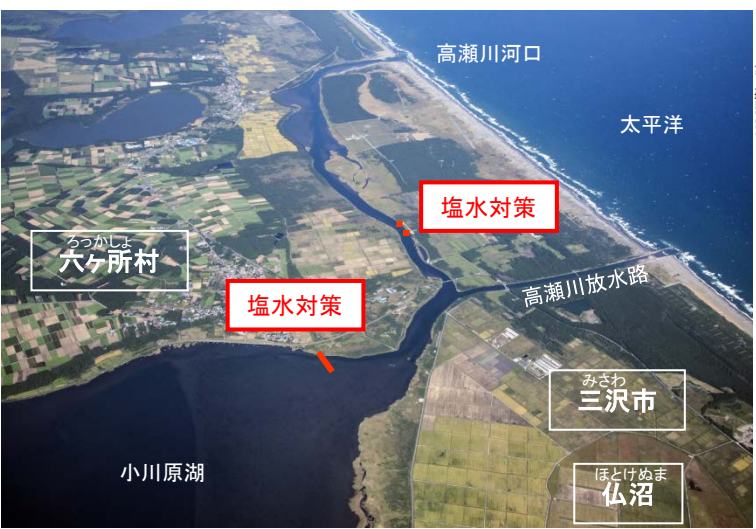 高瀬川河口
太平洋
塩水対策
ろっかしょ
六ヶ所村
高瀬川放水路
塩水対策
みさわ
三沢市
小川原湖
ほとけぬま
仏沼